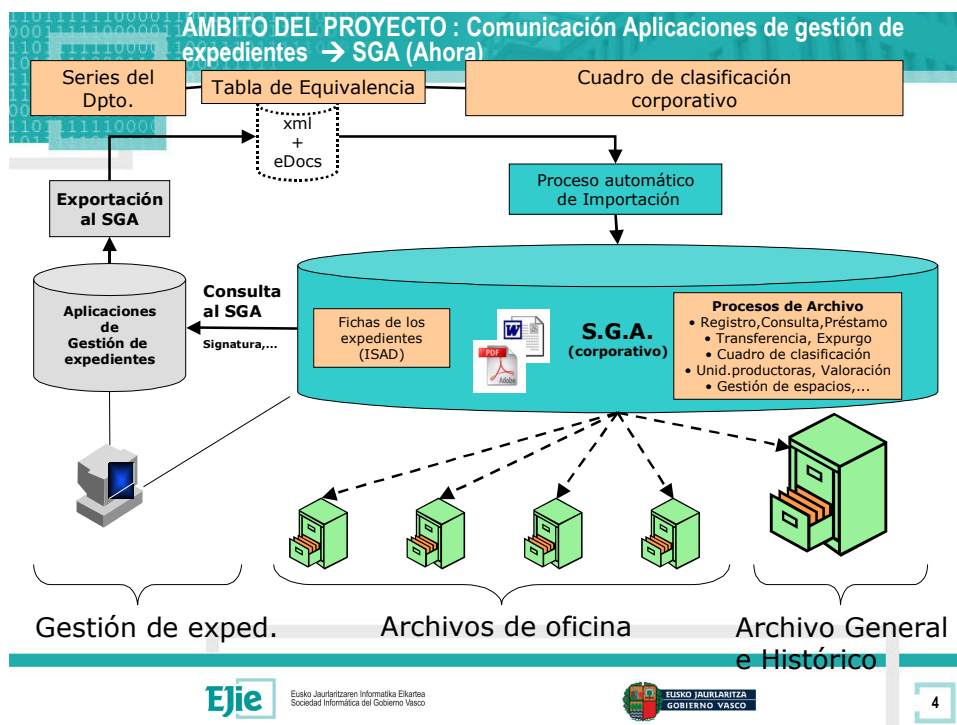 ÁMBITO DEL PROYECTO : Comunicación Aplicaciones de gestión de
expedientes → SGA (Ahora)
Series del
Dpto.
Tabla de Equivalencia
Cuadro de clasificación
corporativo
xml
+
eDocs
Proceso automático
de Importación
Exportación
al SGA
Aplicaciones
de
Gestión de
expedientes
Consulta
al SGA
Signatura,...
Fichas de los
expedientes
(ISAD)
W
PDF
Adobe
S.G.A.
(corporativo)
Procesos de Archivo
• Registro,Consulta,Préstamo
• Transferencia, Expurgo
• Cuadro de clasificación
• Unid.productoras, Valoración
• Gestión de espacios,...
Gestión de exped.
Archivos de oficina
Archivo General
e Histórico
EJie
Eusko Jaurlaritzaren Informatika Elkartea
Sociedad Informática del Gobierno Vasco
EUSKO JAURLARITZA
GOBIERNO VASCO
4